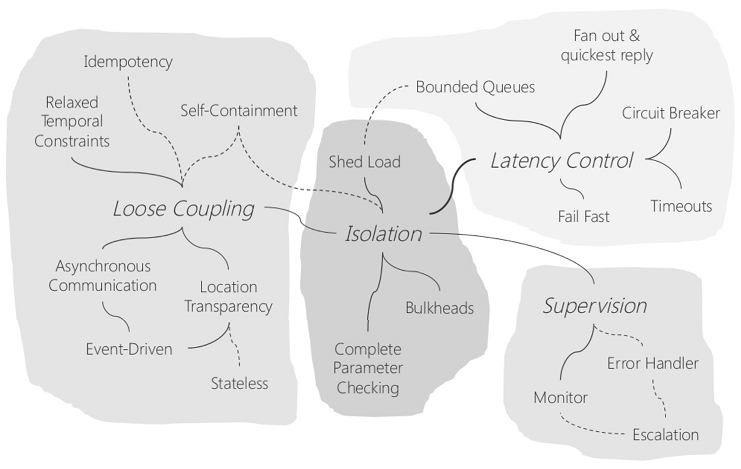 Idempotency
Relaxed
Temporal
Constraints
Self-Containment
Loose Coupling
Asynchronous
Communication
Location
Transparency
Event-Driven
Stateless
Shed Load
Isolation
Bulkheads
Complete
Parameter
Checking
Fan out &
quickest reply
Bounded Queues
Circuit Breaker
Latency Control
Fail Fast
Timeouts
Supervision
Error Handler
Monitor
Escalation